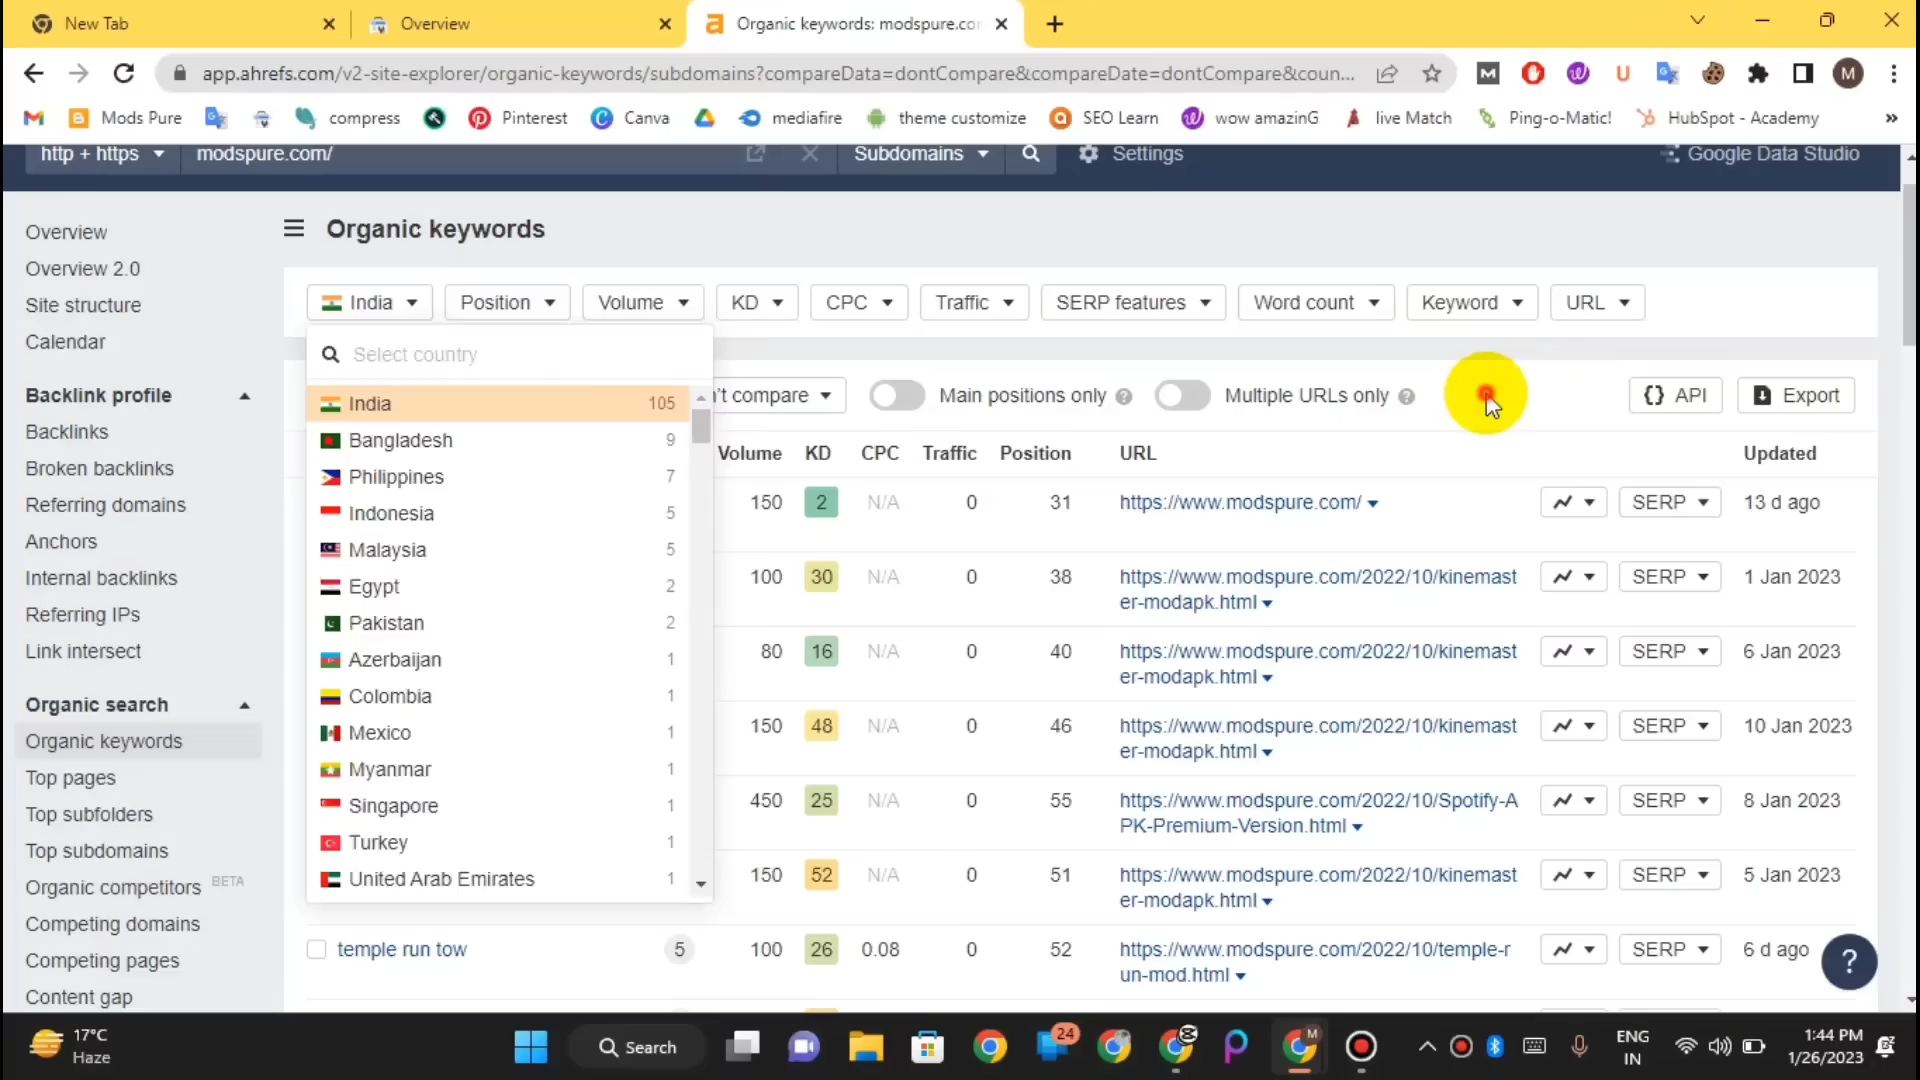 New Tab
Overview
Organic keywords: modspure.co
app.ahrefs.com/v2-site-explorer/organic-keywords/subdomains?compareData=dontCompare&compareDate=dontCompare&coun...
M
Mods Pure
compress
Pinterest
Canva
mediafire
theme customize
SEO Learn
wow amazinG
live Match
Ping-o-Matic!
HubSpot - Academy
»
http + https
modspure.com/
Subdomains
Settings
Google Data Studio
Overview
Overview 2.0
Site structure
Calendar
Backlink profile
Backlinks
Broken backlinks
Referring domains
Anchors
Internal backlinks
Referring IPs
Link intersect
Organic search
Organic keywords
Top pages
Top subfolders
Top subdomains
Organic competitors BETA
Competing domains
Competing pages
Content gap
Organic keywords
India
Position
Volume
KD
CPC
Traffic
SERP features
Word count
Keyword
URL
Select country
India 105
Bangladesh 9
Philippines 7
Indonesia 5
Malaysia 5
Egypt 2
Pakistan 2
Azerbaijan 1
Colombia 1
Mexico 1
Myanmar 1
Singapore 1
Turkey 1
United Arab Emirates 1
n't compare
Main positions only ?
Multiple URLs only ?
{} API
Export
Volume KD CPC Traffic Position URL Updated
150 2 N/A 0 31 https://www.modspure.com/ SERP 13 d ago
100 30 N/A 0 38 https://www.modspure.com/2022/10/kinemast SERP 1 Jan 2023
er-modapk.html
80 16 N/A 0 40 https://www.modspure.com/2022/10/kinemast SERP 6 Jan 2023
er-modapk.html
150 48 N/A 0 46 https://www.modspure.com/2022/10/kinemast SERP 10 Jan 2023
er-modapk.html
450 25 N/A 0 55 https://www.modspure.com/2022/10/Spotify-A SERP 8 Jan 2023
PK-Premium-Version.html
150 52 N/A 0 51 https://www.modspure.com/2022/10/kinemast SERP 5 Jan 2023
er-modapk.html
temple run tow 5 100 26 0.08 0 52 https://www.modspure.com/2022/10/temple-r SERP 6 d ago
un-mod.html
?
17°C
Haze
Search
24
M
ENG
IN
1:44 PM
1/26/2023